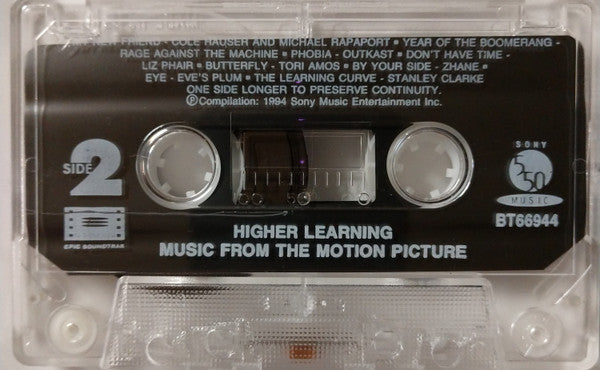 FRIEND - COLE HAUSER AND MICHAEL RAPAPORT • YEAR OF THE BOOMERANG -
RAGE AGAINST THE MACHINE • PHOBIA - OUTKAST • DON'T HAVE TIME -
LIZ PHAIR • BUTTERFLY - TORI AMOS • BY YOUR SIDE - ZHANE •
EYE - EVE'S PLUM • THE LEARNING CURVE - STANLEY CLARKE
ONE SIDE LONGER TO PRESERVE CONTINUITY.
ⓟCompilation: 1994 Sony Music Entertainment Inc.
SIDE 2
EPIC SOUNDTRAX
SONY
550
MUSIC
BT66944
HIGHER LEARNING
MUSIC FROM THE MOTION PICTURE